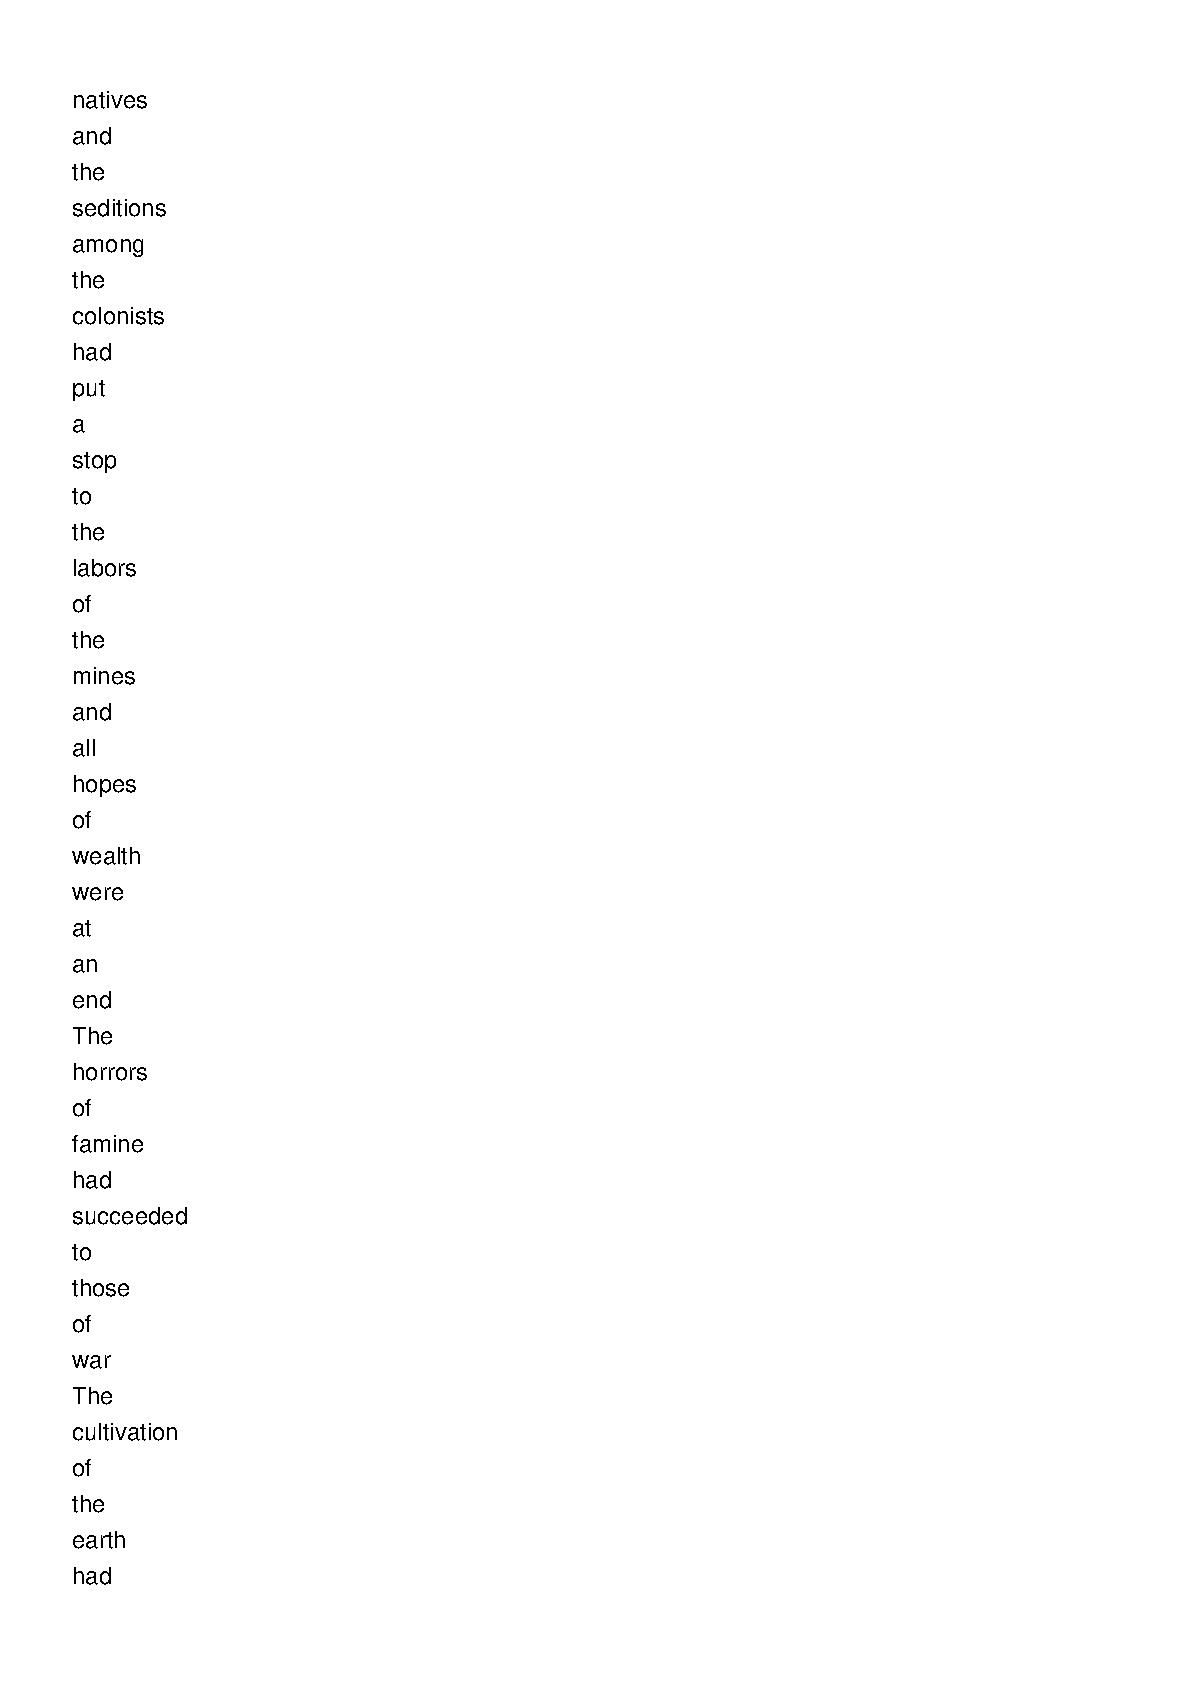 natives
and
the
seditions
among
the
colonists
had
put
a
stop
to
the
labors
of
the
mines
and
all
hopes
of
wealth
were
at
an
end
The
horrors
of
famine
had
succeeded
to
those
of
war
The
cultivation
of
the
earth
had